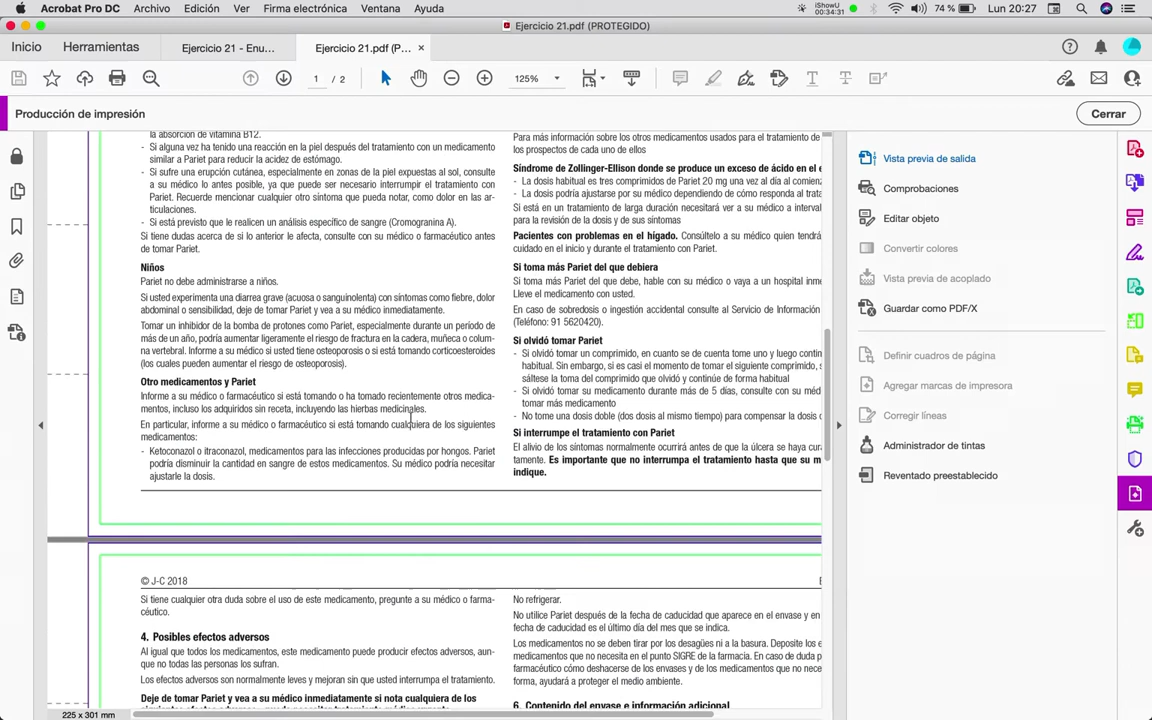 Acrobat Pro DC Archivo Edición Ver Firma electrónica Ventana Ayuda iShowU 00:34:31 74 % Lun 20:27
Ejercicio 21.pdf (PROTEGIDO)
Inicio Herramientas Ejercicio 21 - Enu... Ejercicio 21.pdf (P... ×
1 / 2 125%
Producción de impresión Cerrar
la absorción de vitamina B12.
- Si alguna vez ha tenido una reacción en la piel después del tratamiento con un medicamento
similar a Pariet para reducir la acidez de estómago.
- Si sufre una erupción cutánea, especialmente en zonas de la piel expuestas al sol, consulte
a su médico lo antes posible, ya que puede ser necesario interrumpir el tratamiento con
Pariet. Recuerde mencionar cualquier otro síntoma que pueda notar, como dolor en las ar-
ticulaciones.
- Si está previsto que le realicen un análisis específico de sangre (Cromogranina A).
Si tiene dudas acerca de si lo anterior le afecta, consulte con su médico o farmacéutico antes
de tomar Pariet.
Niños
Pariet no debe administrarse a niños.
Si usted experimenta una diarrea grave (acuosa o sanguinolenta) con síntomas como fiebre, dolor
abdominal o sensibilidad, deje de tomar Pariet y vea a su médico inmediatamente.
Tomar un inhibidor de la bomba de protones como Pariet, especialmente durante un período de
más de un año, podría aumentar ligeramente el riesgo de fractura en la cadera, muñeca o colum-
na vertebral. Informe a su médico si usted tiene osteoporosis o si está tomando corticoesteroides
(los cuales pueden aumentar el riesgo de osteoporosis).
Otro medicamentos y Pariet
Informe a su médico o farmacéutico si está tomando o ha tomado recientemente otros medica-
mentos, incluso los adquiridos sin receta, incluyendo las hierbas medicinales.
En particular, informe a su médico o farmacéutico si está tomando cualquiera de los siguientes
medicamentos:
- Ketoconazol o itraconazol, medicamentos para las infecciones producidas por hongos. Pariet
podría disminuir la cantidad en sangre de estos medicamentos. Su médico podría necesitar
ajustarle la dosis.
Para más información sobre los otros medicamentos usados para el tratamiento de
los prospectos de cada uno de ellos
Síndrome de Zollinger-Ellison donde se produce un exceso de ácido en el e
- La dosis habitual es tres comprimidos de Pariet 20 mg una vez al día al comienz
- La dosis podría ajustarse por su médico dependiendo de cómo responda al trata
Si está en un tratamiento de larga duración necesitará ver a su médico a interval
para la revisión de la dosis y de sus síntomas
Pacientes con problemas en el hígado. Consúltelo a su médico quien tendrá
cuidado en el inicio y durante el tratamiento con Pariet.
Si toma más Pariet del que debiera
Si toma más Pariet del que debe, hable con su médico o vaya a un hospital inme
Lleve el medicamento con usted.
En caso de sobredosis o ingestión accidental consulte al Servicio de Información
(Teléfono: 91 5620420).
Si olvidó tomar Pariet
- Si olvidó tomar un comprimido, en cuanto se de cuenta tome uno y luego contin
habitual. Sin embargo, si es casi el momento de tomar el siguiente comprimido, s
sáltese la toma del comprimido que olvidó y continúe de forma habitual
- Si olvidó tomar su medicamento durante más de 5 días, consulte con su méd
tomar más medicamento
- No tome una dosis doble (dos dosis al mismo tiempo) para compensar la dosis o
Si interrumpe el tratamiento con Pariet
El alivio de los síntomas normalmente ocurrirá antes de que la úlcera se haya cura
tamente. Es importante que no interrumpa el tratamiento hasta que su m
indique.
© J-C 2018
Si tiene cualquier otra duda sobre el uso de este medicamento, pregunte a su médico o farma-
céutico.
4. Posibles efectos adversos
Al igual que todos los medicamentos, este medicamento puede producir efectos adversos, aun-
que no todas las personas los sufran.
Los efectos adversos son normalmente leves y mejoran sin que usted interrumpa el tratamiento.
Deje de tomar Pariet y vea a su médico inmediatamente si nota cualquiera de los
No refrigerar.
No utilice Pariet después de la fecha de caducidad que aparece en el envase y en
fecha de caducidad es el último día del mes que se indica.
Los medicamentos no se deben tirar por los desagües ni a la basura. Deposite los e
medicamentos que no necesita en el punto SIGRE de la farmacia. En caso de duda p
farmacéutico cómo deshacerse de los envases y de los medicamentos que no nece
forma, ayudará a proteger el medio ambiente.
6. Contenido del envase e información adicional
225 x 301 mm
Vista previa de salida
Comprobaciones
Editar objeto
Convertir colores
Vista previa de acoplado
Guardar como PDF/X
Definir cuadros de página
Agregar marcas de impresora
Corregir líneas
Administrador de tintas
Reventado preestablecido